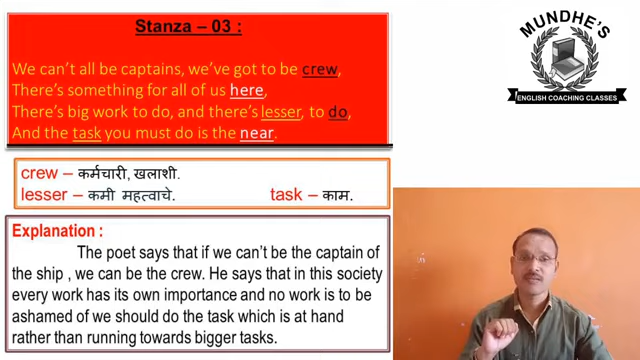 Stanza – 03 :
We can't all be captains, we've got to be crew,
There's something for all of us here,
There's big work to do, and there's lesser, to do,
And the task you must do is the near.
crew – कर्मचारी, खलाशी.
lesser – कमी महत्वाचे. task – काम.
Explanation :
The poet says that if we can't be the captain of
the ship , we can be the crew. He says that in this society
every work has its own importance and no work is to be
ashamed of we should do the task which is at hand
rather than running towards bigger tasks.
MUNDHE'S
ENGLISH COACHING CLASSES